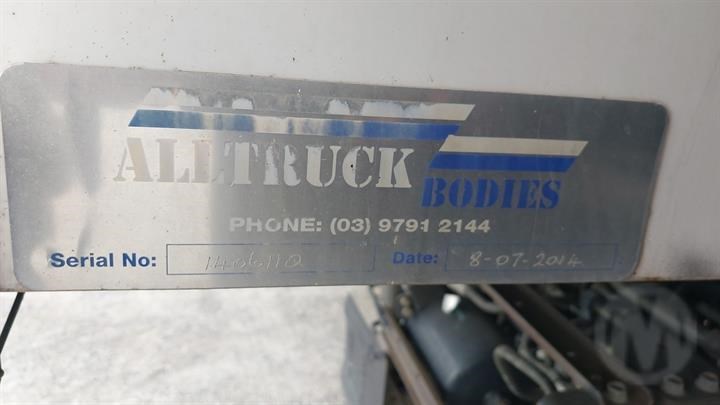 ALLTRUCK
BODIES
PHONE: (03) 9791 2144
Serial No: Date: 8-07-2014